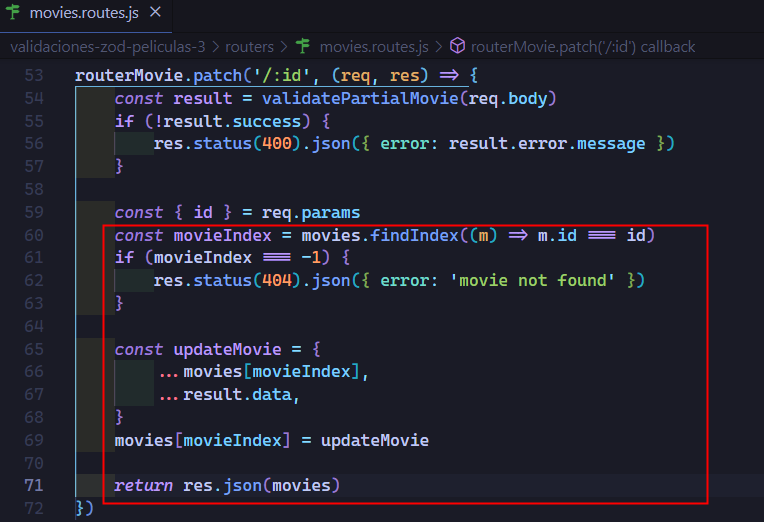 movies.routes.js ×
validaciones-zod-peliculas-3 > routers > movies.routes.js > routerMovie.patch('/:id') callback
53 routerMovie.patch('/:id', (req, res) => {
54 const result = validatePartialMovie(req.body)
55 if (!result.success) {
56 res.status(400).json({ error: result.error.message })
57 }
58
59 const { id } = req.params
60 const movieIndex = movies.findIndex((m) => m.id === id)
61 if (movieIndex === -1) {
62 res.status(404).json({ error: 'movie not found' })
63 }
64
65 const updateMovie = {
66 ...movies[movieIndex],
67 ...result.data,
68 }
69 movies[movieIndex] = updateMovie
70
71 return res.json(movies)
72 })